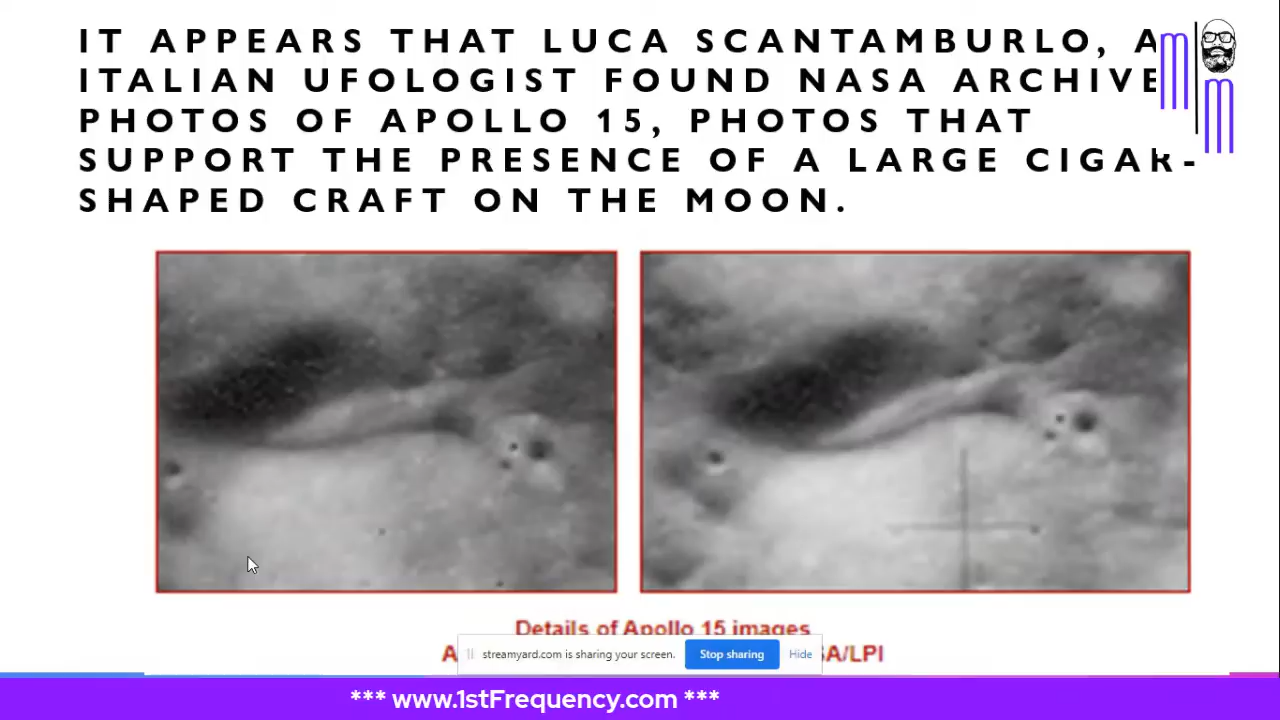 IT APPEARS THAT LUCA SCANTAMBURLO, A
ITALIAN UFOLOGIST FOUND NASA ARCHIVE
PHOTOS OF APOLLO 15, PHOTOS THAT
SUPPORT THE PRESENCE OF A LARGE CIGAR-
SHAPED CRAFT ON THE MOON.
Details of Apollo 15 images
streamyard.com is sharing your screen. Stop sharing Hide
A/LPI
*** www.1stFrequency.com ***